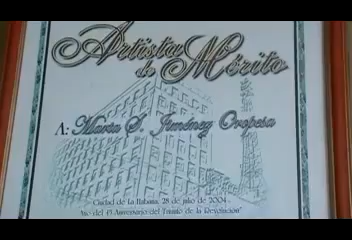 Artista
de Mérito
A: Marta S. Jiménez Oropesa
Ciudad de la Habana, 28 de julio de 2004
"Año del 45 Aniversario del Triunfo de la Revolución"